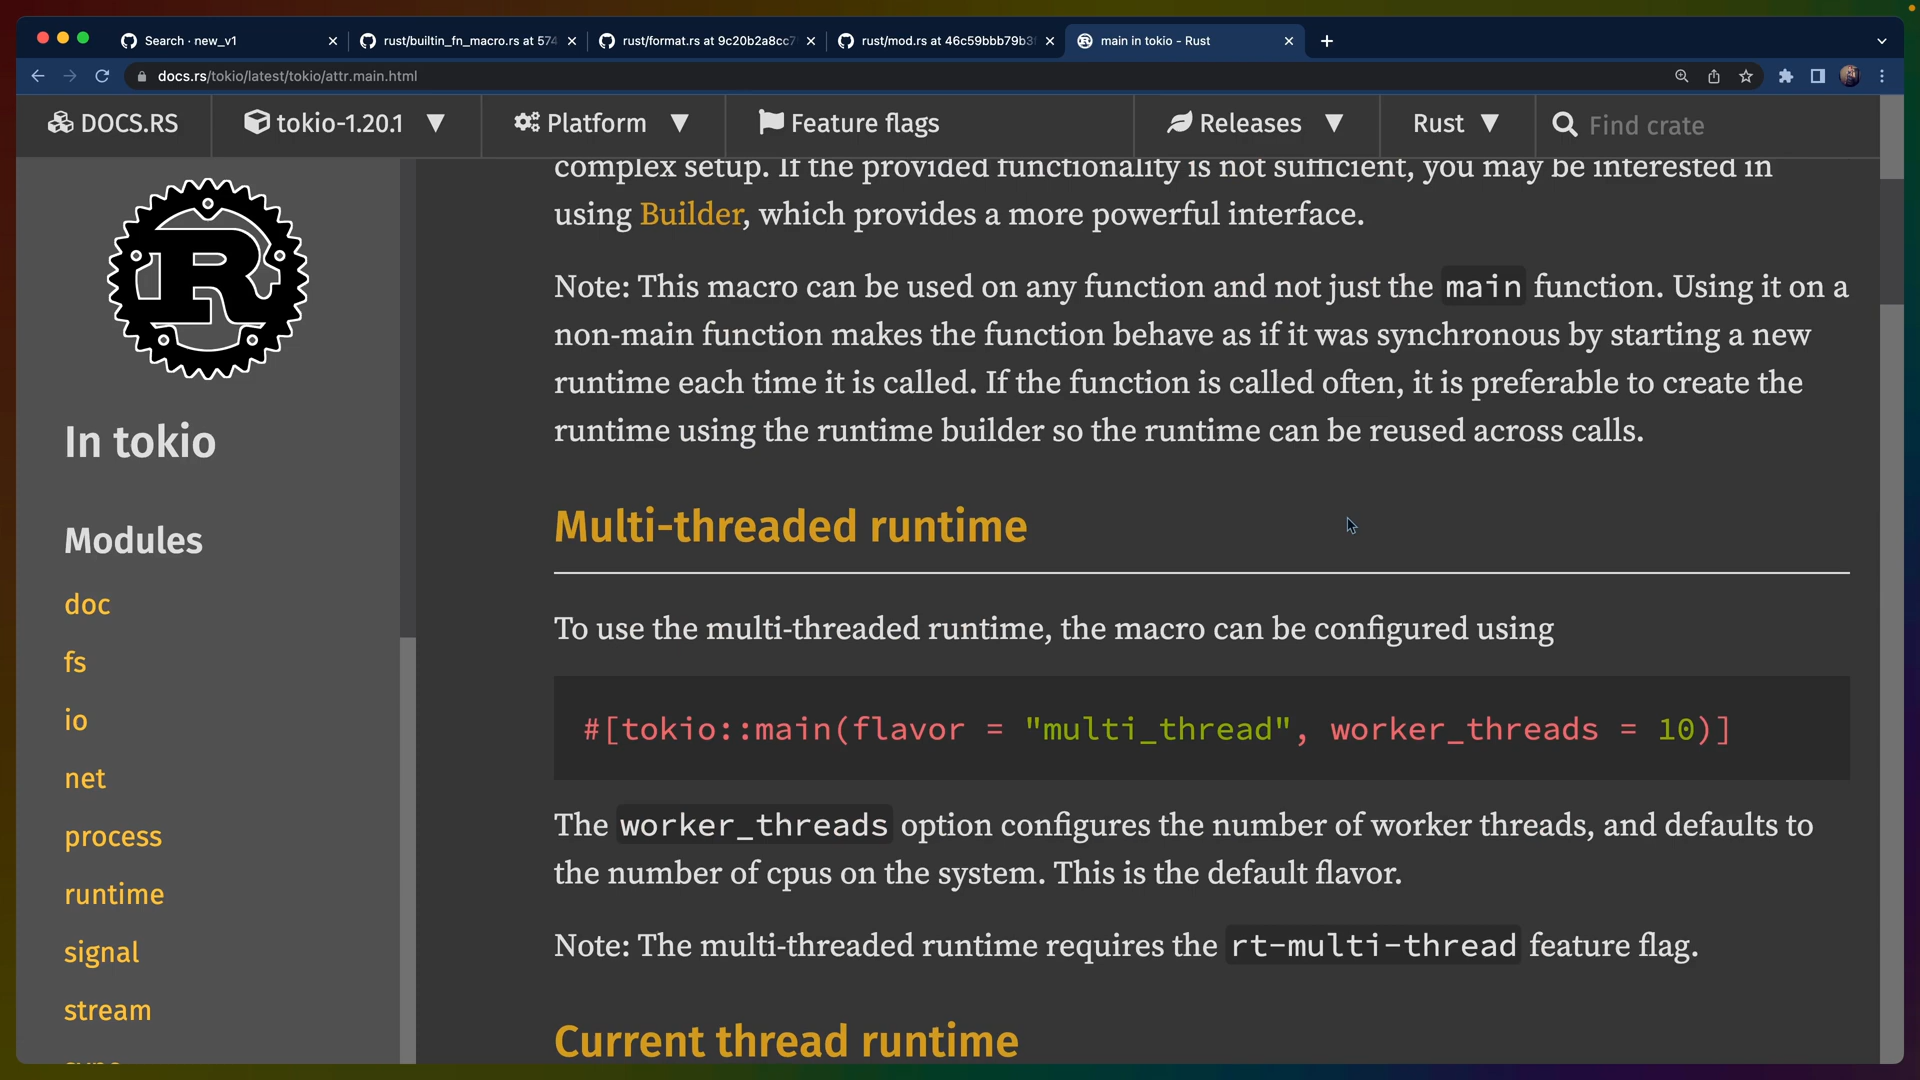 Search · new_v1
rust/builtin_fn_macro.rs at 574
rust/format.rs at 9c20b2a8cc7
rust/mod.rs at 46c59bbb79b3f
main in tokio - Rust
docs.rs/tokio/latest/tokio/attr.main.html
DOCS.RS
tokio-1.20.1
Platform
Feature flags
Releases
Rust
Find crate
In tokio
Modules
doc
fs
io
net
process
runtime
signal
stream
sync
complex setup. If the provided functionality is not sufficient, you may be interested in
using Builder, which provides a more powerful interface.
Note: This macro can be used on any function and not just the main function. Using it on a
non-main function makes the function behave as if it was synchronous by starting a new
runtime each time it is called. If the function is called often, it is preferable to create the
runtime using the runtime builder so the runtime can be reused across calls.
Multi-threaded runtime
To use the multi-threaded runtime, the macro can be configured using
#[tokio::main(flavor = "multi_thread", worker_threads = 10)]
The worker_threads option configures the number of worker threads, and defaults to
the number of cpus on the system. This is the default flavor.
Note: The multi-threaded runtime requires the rt-multi-thread feature flag.
Current thread runtime